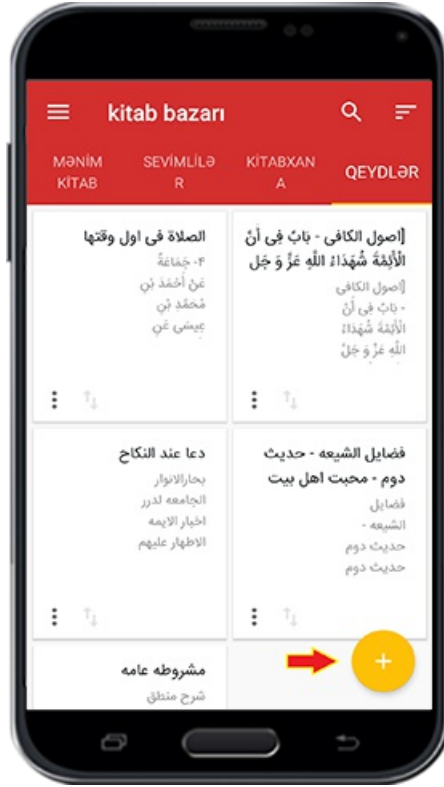 kitab bazarı
MƏNİM
KİTAB
SEVİMLİLƏ
R
KİTABXAN
A
QEYDLƏR
الصلاة فی اول وقتها
۴- جَمَاعَةٌ
عَنْ أَحْمَدَ بْنِ
مُحَمَّدِ بْنِ
عِيسَى عَنِ
[اصول الکافی - بَابٌ فِی أَنَّ
الْأَئِمَّةَ شُهَدَاءُ اللَّهِ عَزَّ وَ جَل
[اصول الکافی
- بَابٌ فِی أَنَّ
الْأَئِمَّةَ شُهَدَاءُ
اللَّهِ عَزَّ وَ جَلَّ
دعا عند النکاح
بحارالانوار
الجامعه لدرر
اخبار الایمه
الاطهار علیهم
فضایل الشیعه - حدیث
دوم - محبت اهل بیت
فضایل
الشیعه -
حدیث دوم
حدیث دوم
مشروطه عامه
شرح منطق